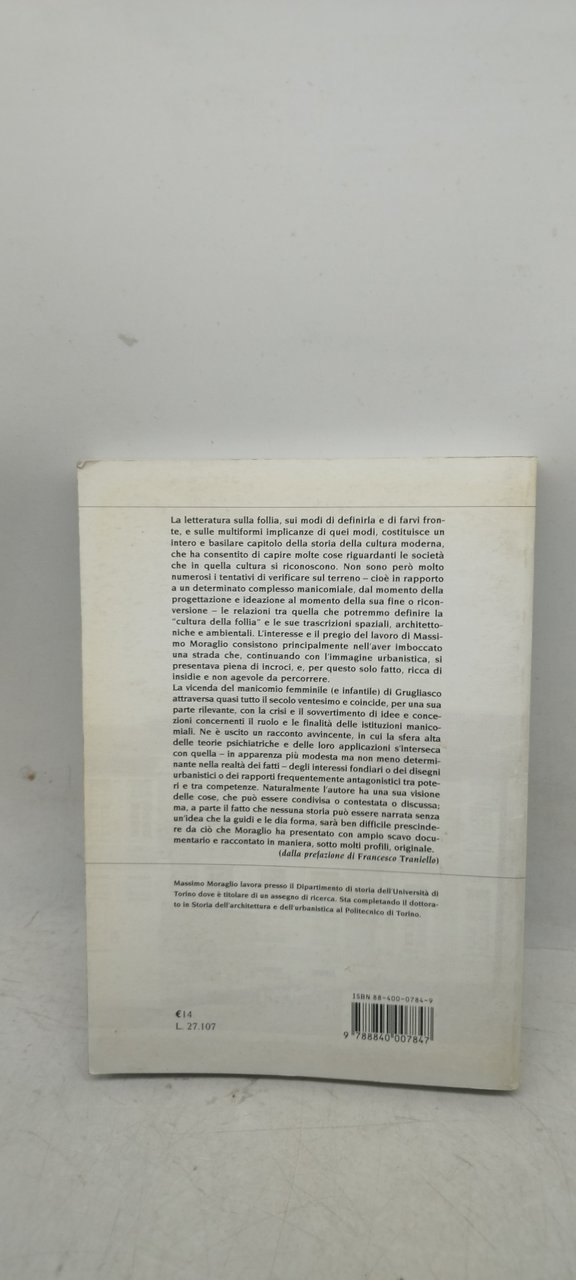 La letteratura sulla follia, sui modi di definirla e di farvi fron-
te, e sulle multiformi implicanze di quei modi, costituisce un
intero e basilare capitolo della storia della cultura moderna,
che ha consentito di capire molte cose riguardanti le società
che in quella cultura si riconoscono. Non sono però molto
numerosi i tentativi di verificare sul terreno – cioè in rapporto
a un determinato complesso manicomiale, dal momento della
progettazione e ideazione al momento della sua fine o ricon-
versione – le relazioni tra quella che potremmo definire la
"cultura della follia" e le sue trascrizioni spaziali, architetto-
niche e ambientali. L'interesse e il pregio del lavoro di Massi-
mo Moraglio consistono principalmente nell'aver imboccato
una strada che, continuando con l'immagine urbanistica, si
presentava piena di incroci, e, per questo solo fatto, ricca di
insidie e non agevole da percorrere.
La vicenda del manicomio femminile (e infantile) di Grugliasco
attraversa quasi tutto il secolo ventesimo e coincide, per una sua
parte rilevante, con la crisi e il sovvertimento di idee e conce-
zioni concernenti il ruolo e le finalità delle istituzioni manico-
miali. Ne è uscito un racconto avvincente, in cui la sfera alta
delle teorie psichiatriche e delle loro applicazioni s'interseca
con quella – in apparenza più modesta ma non meno determi-
nante nella realtà dei fatti – degli interessi fondiari o dei disegni
urbanistici o dei rapporti frequentemente antagonistici tra pote-
ri e tra competenze. Naturalmente l'autore ha una sua visione
delle cose, che può essere condivisa o contestata o discussa;
ma, a parte il fatto che nessuna storia può essere narrata senza
un'idea che la guidi e le dia forma, sarà ben difficile prescinde-
re da ciò che Moraglio ha presentato con ampio scavo docu-
mentario e raccontato in maniera, sotto molti profili, originale.
(dalla prefazione di Francesco Traniello)
Massimo Moraglio lavora presso il Dipartimento di storia dell'Università di
Torino dove è titolare di un assegno di ricerca. Sta completando il dottora-
to in Storia dell'architettura e dell'urbanistica al Politecnico di Torino.
ISBN 88-400-0784-9
€14
L. 27.107
9 788840 007847